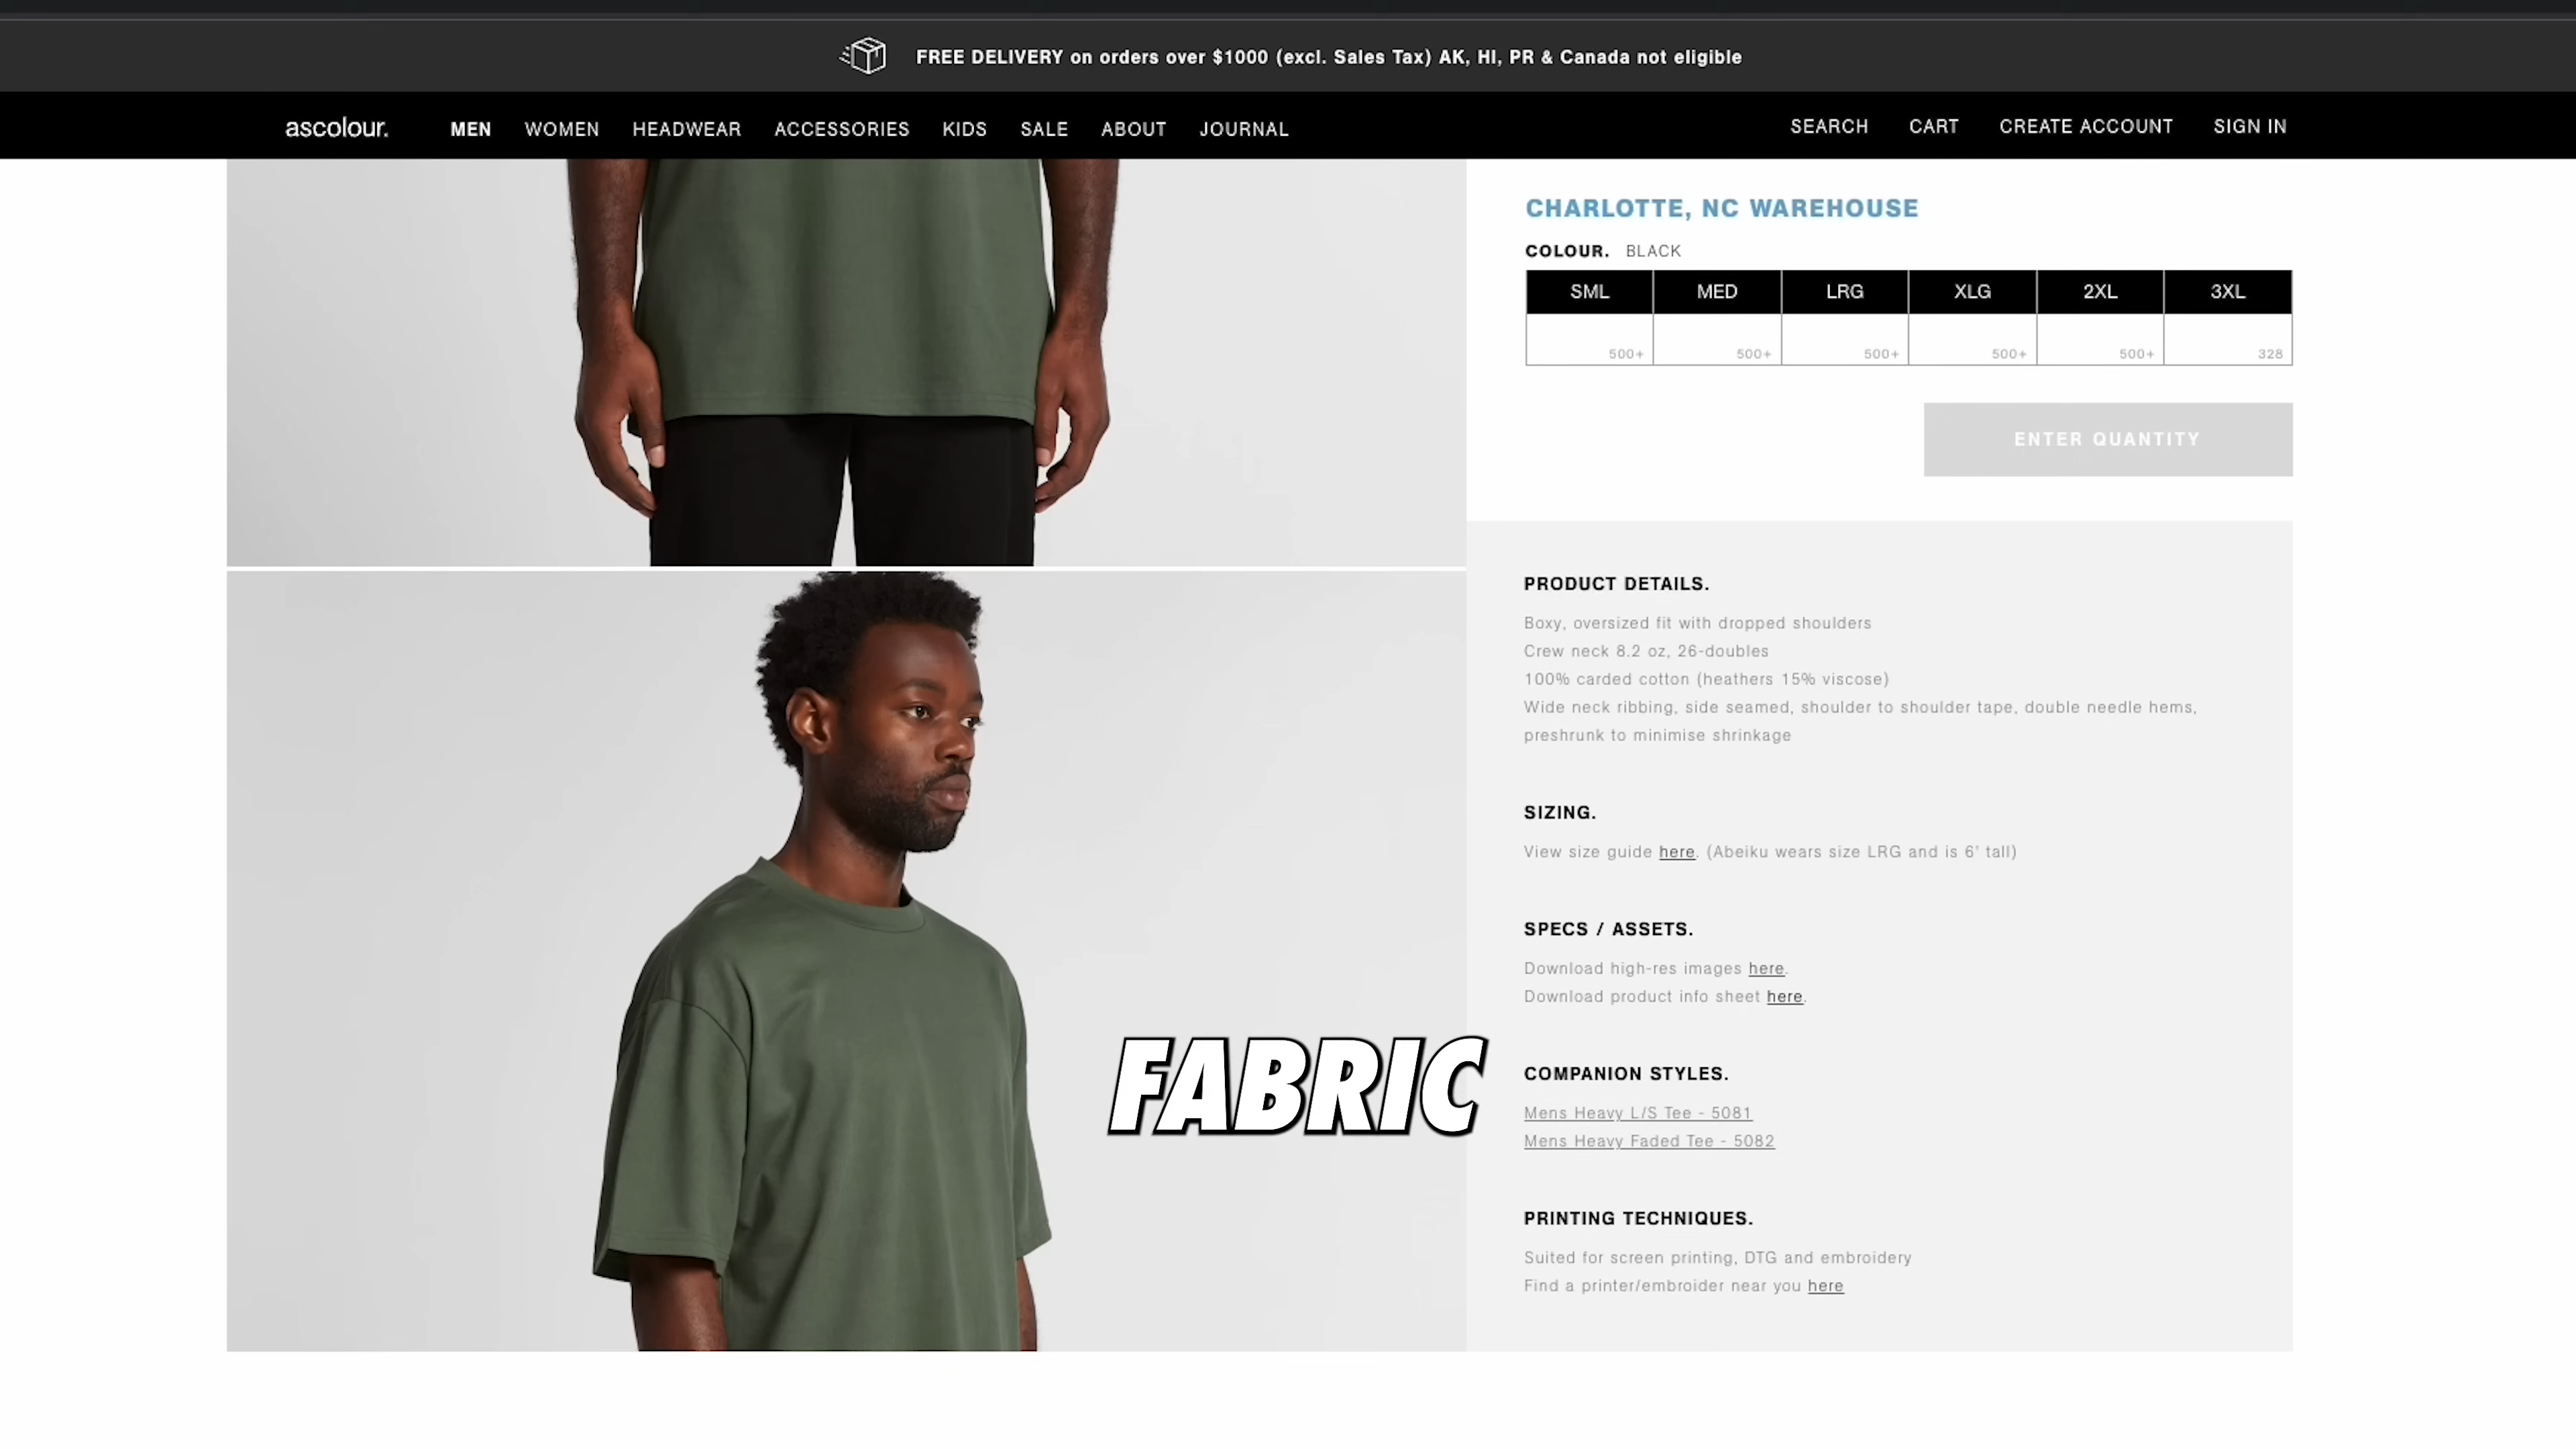 FREE DELIVERY on orders over $1000 (excl. Sales Tax) AK, HI, PR & Canada not eligible
ascolour. MEN WOMEN HEADWEAR ACCESSORIES KIDS SALE ABOUT JOURNAL SEARCH CART CREATE ACCOUNT SIGN IN
CHARLOTTE, NC WAREHOUSE
COLOUR. BLACK
SML MED LRG XLG 2XL 3XL
500+ 500+ 500+ 500+ 500+ 328
ENTER QUANTITY
PRODUCT DETAILS.
Boxy, oversized fit with dropped shoulders
Crew neck 8.2 oz, 26-doubles
100% carded cotton (heathers 15% viscose)
Wide neck ribbing, side seamed, shoulder to shoulder tape, double needle hems,
preshrunk to minimise shrinkage
SIZING.
View size guide here. (Abeiku wears size LRG and is 6' tall)
SPECS / ASSETS.
Download high-res images here.
Download product info sheet here.
FABRIC
COMPANION STYLES.
Mens Heavy L/S Tee - 5081
Mens Heavy Faded Tee - 5082
PRINTING TECHNIQUES.
Suited for screen printing, DTG and embroidery
Find a printer/embroider near you here